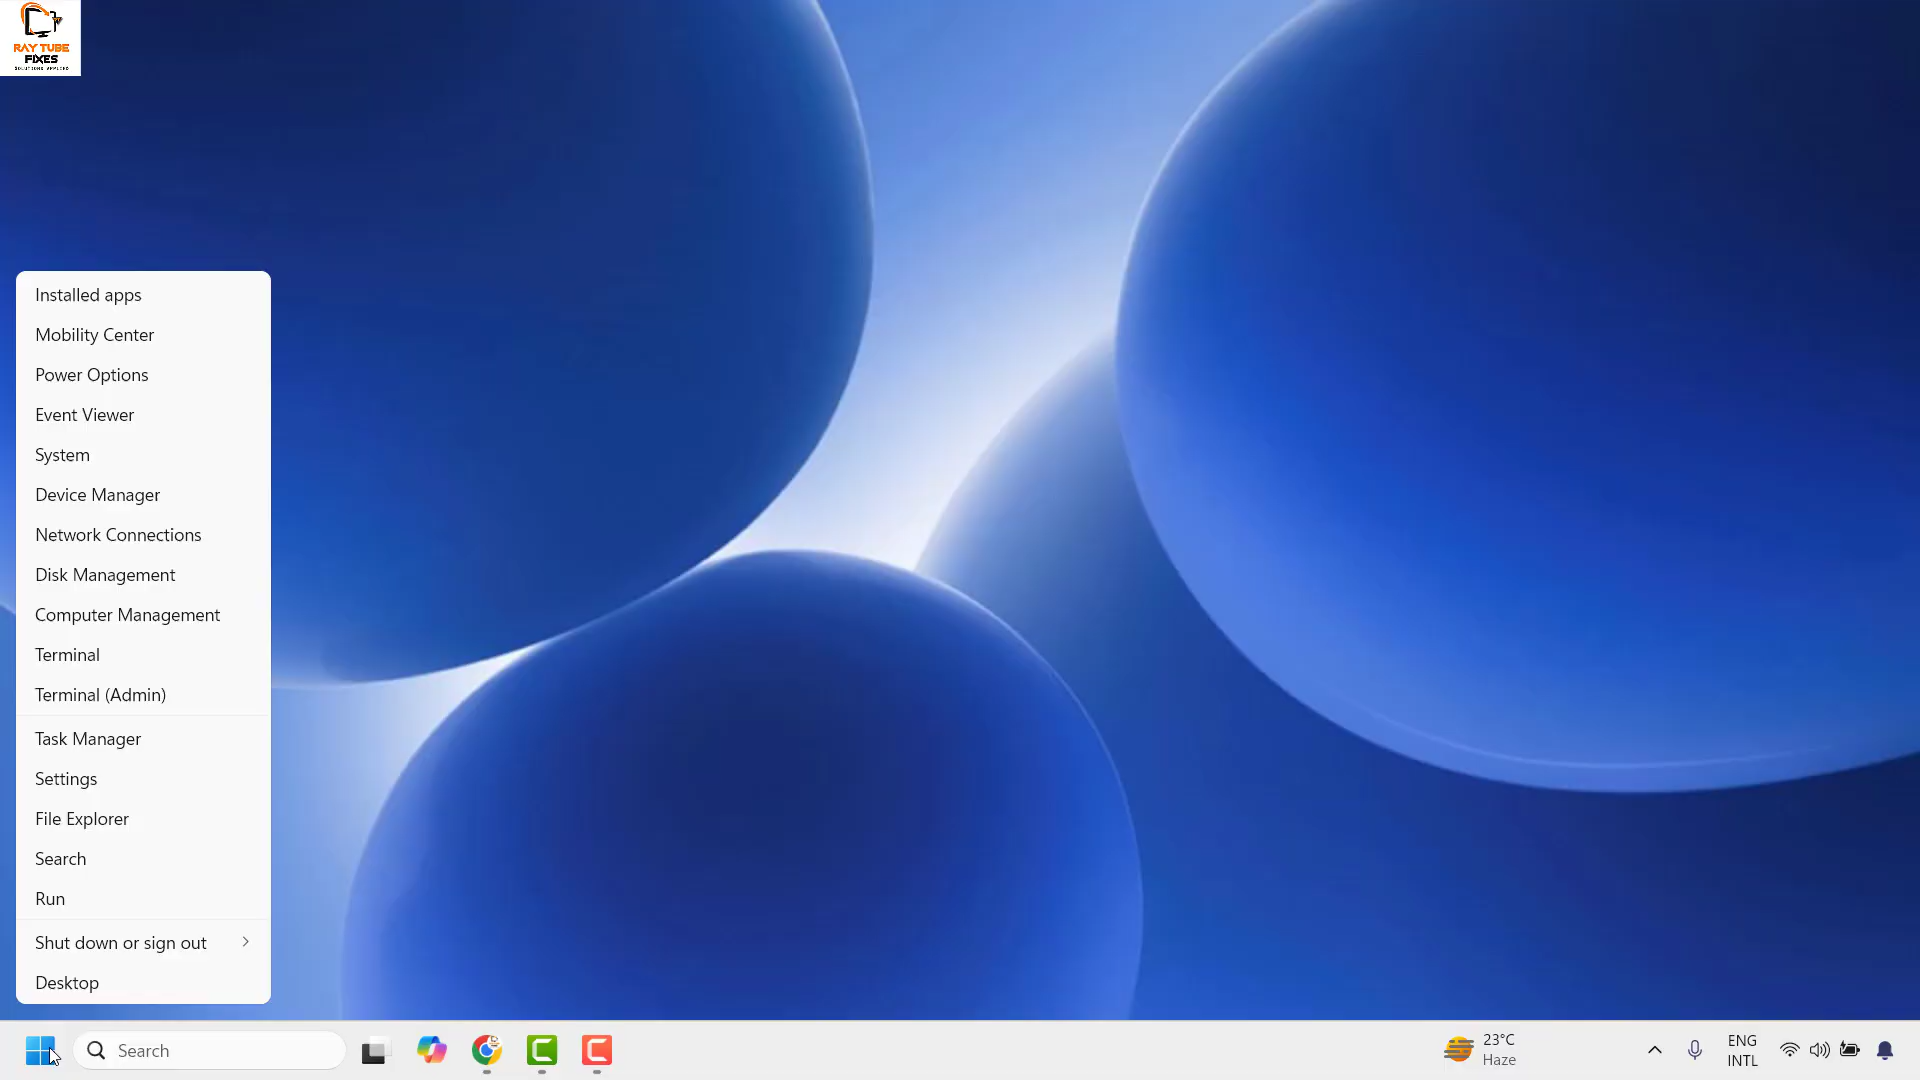 RAY TUBE
FIXES
SOLUTIONS APPLIED
Installed apps
Mobility Center
Power Options
Event Viewer
System
Device Manager
Network Connections
Disk Management
Computer Management
Terminal
Terminal (Admin)
Task Manager
Settings
File Explorer
Search
Run
Shut down or sign out
Desktop
Search
23°C
Haze
ENG
INTL